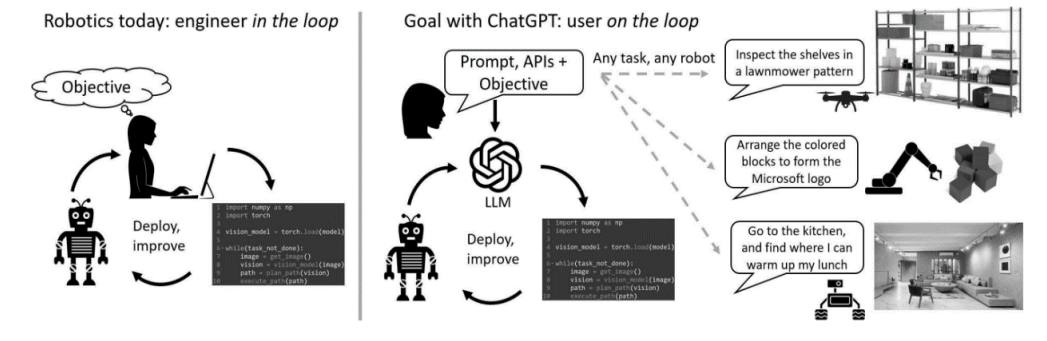 Robotics today: engineer in the loop
Objective
Deploy,
improve
1 import numpy as np
2 import torch
4 vision_model = torch.load(model)
6 while(task_not_done):
7 image = get_image()
8 vision = vision_model(image)
9 path = plan_path(vision)
10 execute_path(path)
Goal with ChatGPT: user on the loop
Prompt, APIs +
Objective
LLM
Deploy,
improve
1 import numpy as np
2 import torch
4 vision_model = torch.load(model)
6 while(task_not_done):
7 image = get_image()
8 vision = vision_model(image)
9 path = plan_path(vision)
10 execute_path(path)
Any task, any robot
Inspect the shelves in
a lawnmower pattern
Arrange the colored
blocks to form the
Microsoft logo
Go to the kitchen,
and find where I can
warm up my lunch